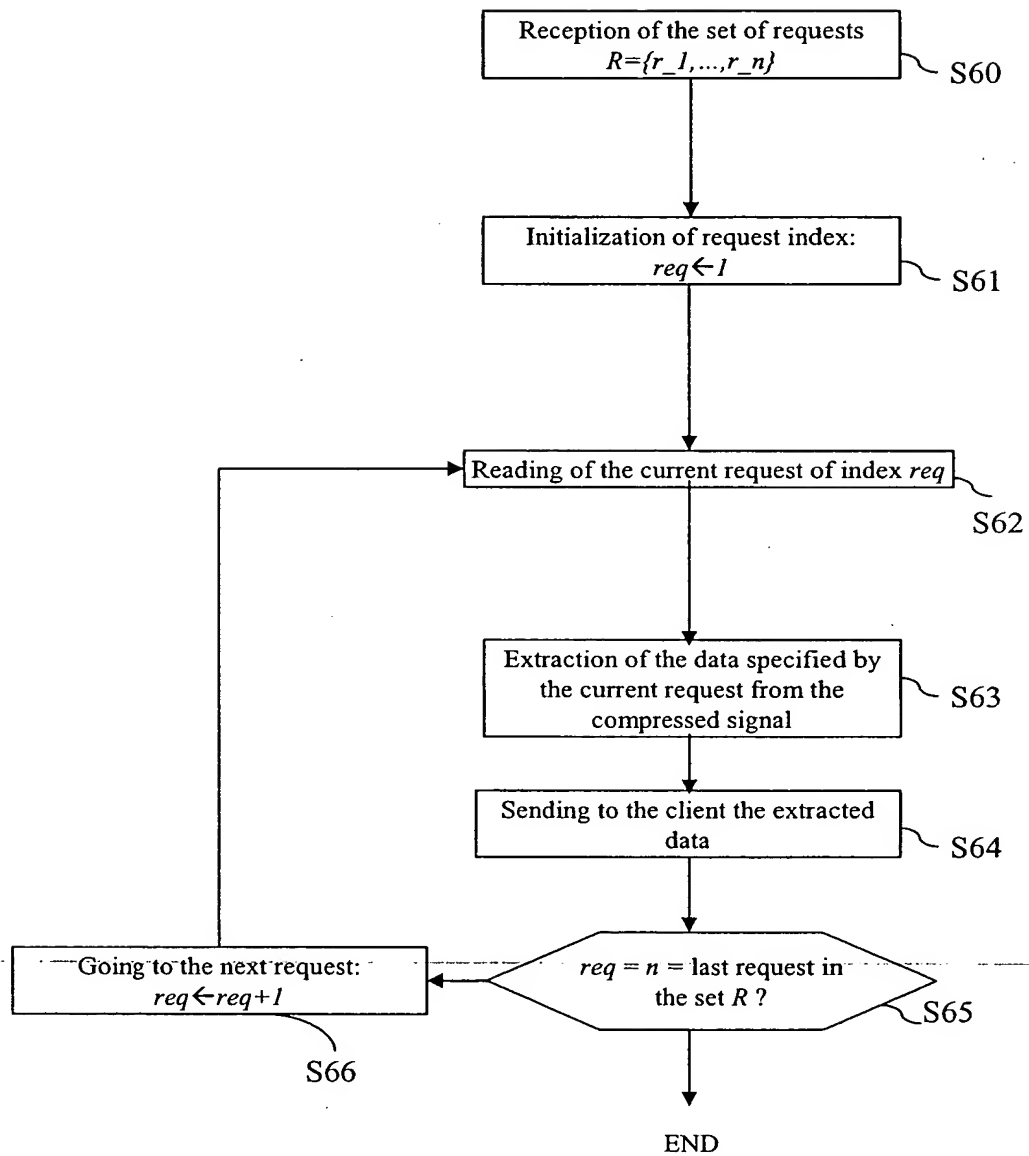 Reception of the set of requests
R={r_1,...,r_n}
S60
Initialization of request index:
req←1
S61
Reading of the current request of index req
S62
Extraction of the data specified by
the current request from the
compressed signal
S63
Sending to the client the extracted
data
S64
req = n = last request in
the set R ?
S65
Going to the next request:
req←req+1
S66
END